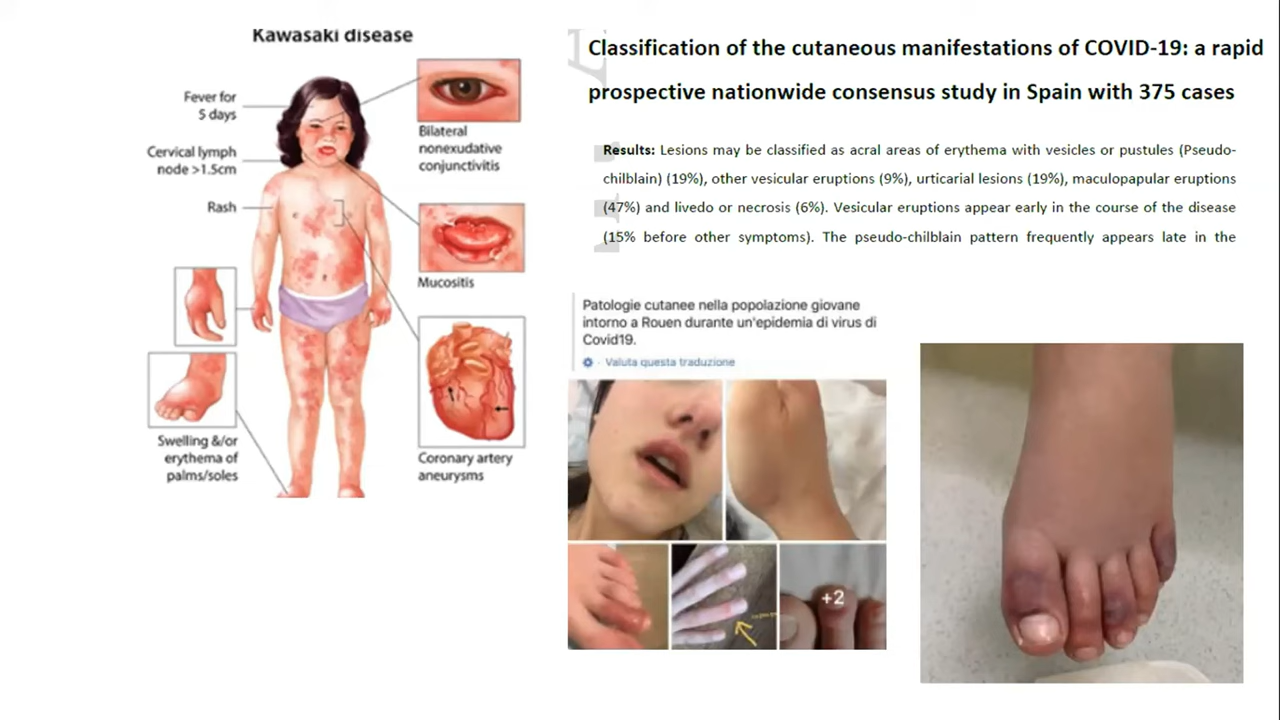 Kawasaki disease
Fever for
5 days
Cervical lymph
node >1.5cm
Rash
Swelling &/or
erythema of
palms/soles
Bilateral
nonexudative
conjunctivitis
Mucositis
Coronary artery
aneurysms
Classification of the cutaneous manifestations of COVID-19: a rapid
prospective nationwide consensus study in Spain with 375 cases
Results: Lesions may be classified as acral areas of erythema with vesicles or pustules (Pseudo-
chilblain) (19%), other vesicular eruptions (9%), urticarial lesions (19%), maculopapular eruptions
(47%) and livedo or necrosis (6%). Vesicular eruptions appear early in the course of the disease
(15% before other symptoms). The pseudo-chilblain pattern frequently appears late in the
Patologie cutanee nella popolazione giovane
intorno a Rouen durante un'epidemia di virus di
Covid19.
· Valuta questa traduzione
+2